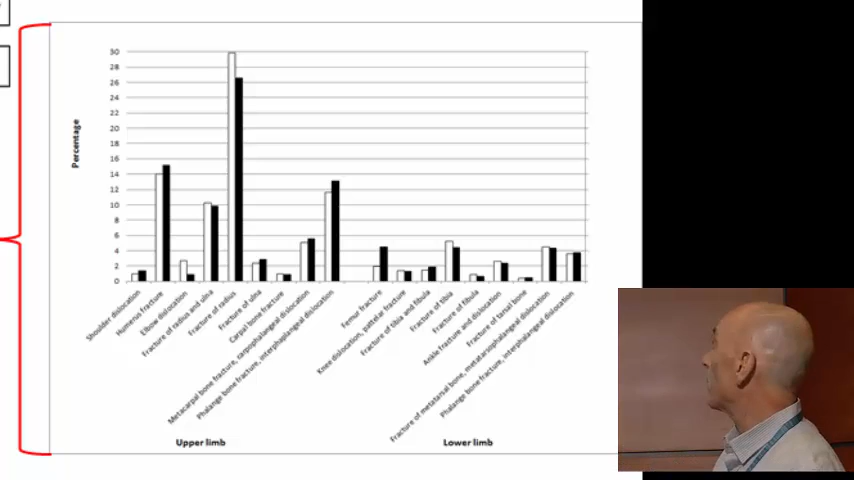 30
28
26
24
22
20
18
16
14
12
10
8
6
4
2
0
Percentage
Shoulder dislocation
Humerus fracture
Elbow dislocation
Fracture of radius and ulna
Fracture of radius
Fracture of ulna
Carpal bone fracture
Metacarpal bone fracture, carpophalangeal dislocation
Phalange bone fracture, interphaplangeal dislocation
Femur fracture
Knee dislocation, patellar fracture
Fracture of tibia and fibula
Fracture of tibia
Fracture of fibula
Ankle fracture and dislocation
Fracture of tarsal bone
Fracture of metatarsal bone, metatarsophalangeal dislocation
Phalange bone fracture, interphalangeal dislocation
Upper limb
Lower limb